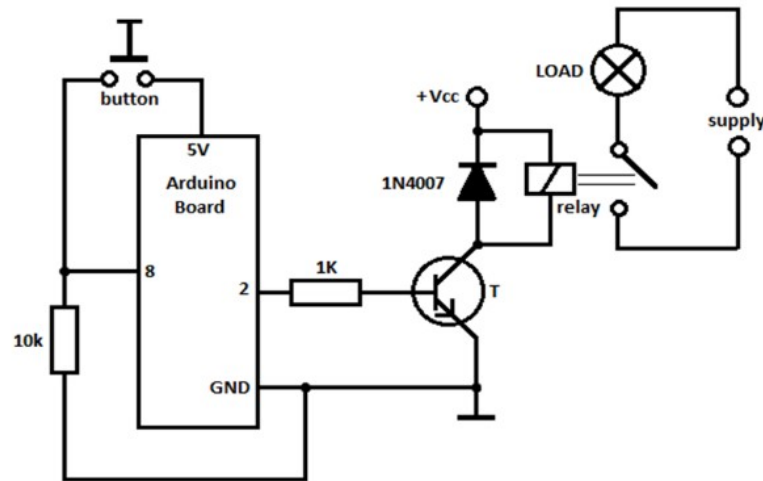 button
5V
Arduino
Board
8
2
GND
10k
1K
+Vcc
1N4007
T
relay
LOAD
supply